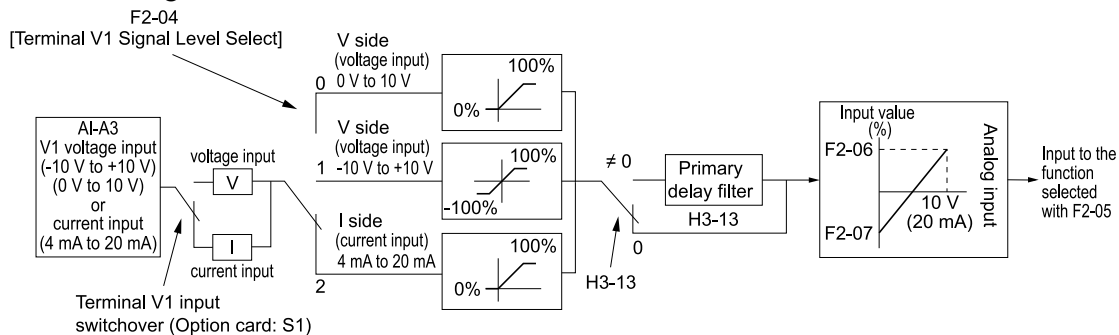 F2-04
[Terminal V1 Signal Level Select]
AI-A3
V1 voltage input
(-10 V to +10 V)
(0 V to 10 V)
or
current input
(4 mA to 20 mA)
voltage input
V
I
current input
Terminal V1 input
switchover (Option card: S1)
V side
(voltage input)
0 V to 10 V
0
100%
0%
V side
(voltage input)
-10 V to +10 V
1
100%
-100%
I side
(current input)
4 mA to 20 mA
2
100%
0%
≠ 0
Primary
delay filter
H3-13
0
H3-13
Input value
(%)
F2-06
10 V
(20 mA)
F2-07
Analog input
Input to the
function
selected
with F2-05